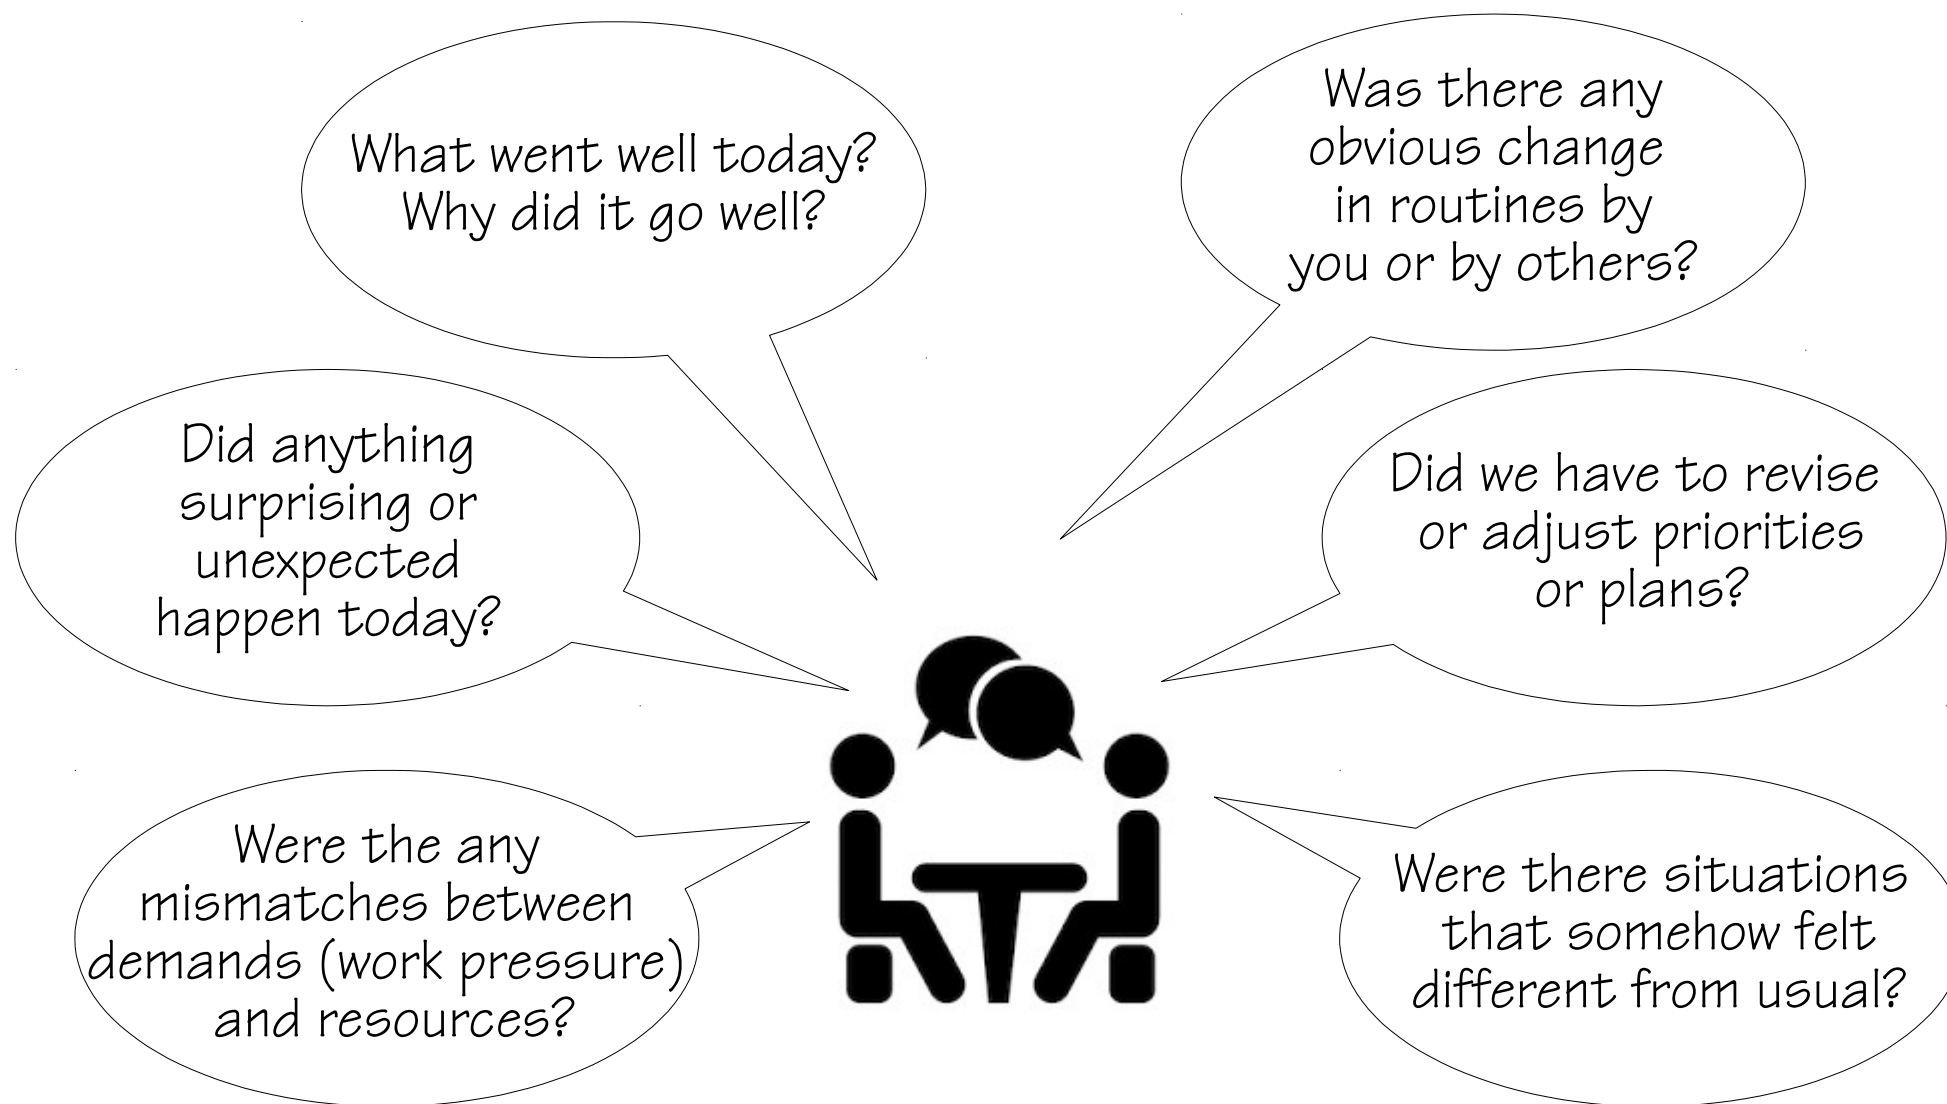 What went well today?
Why did it go well?
Was there any
obvious change
in routines by
you or by others?
Did anything
surprising or
unexpected
happen today?
Did we have to revise
or adjust priorities
or plans?
Were the any
mismatches between
demands (work pressure)
and resources?
Were there situations
that somehow felt
different from usual?